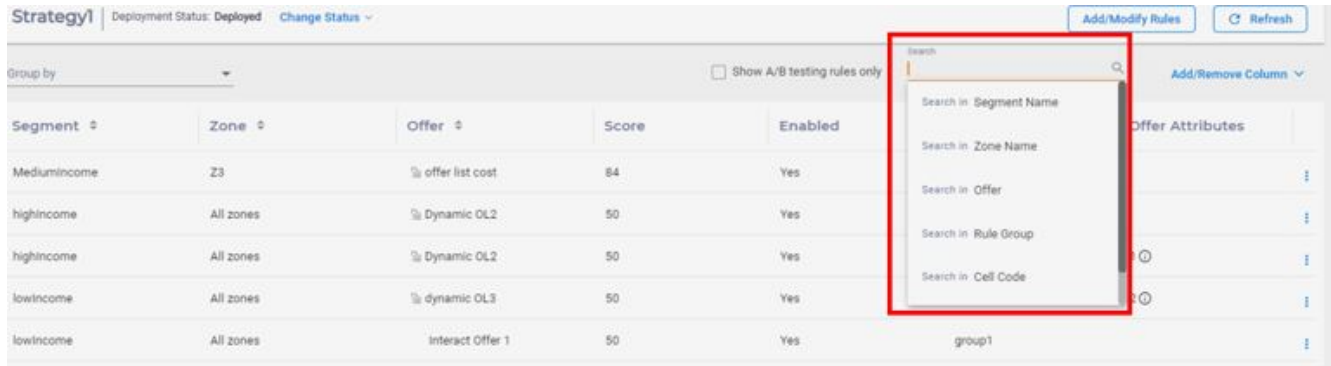 Strategy1 | Deployment Status: Deployed Change Status Add/Modify Rules Refresh
Search
Group by Show A/B testing rules only Add/Remove Column
Search in Segment Name
Segment Zone Offer Score Enabled Offer Attributes
Search in Zone Name
MediumIncome Z3 offer list cost 84 Yes
Search in Offer
highIncome All zones Dynamic OL2 50 Yes
Search in Rule Group
highIncome All zones Dynamic OL2 50 Yes
Search in Cell Code
lowIncome All zones dynamic OL3 50 Yes 2
lowIncome All zones Interact Offer 1 50 Yes group1